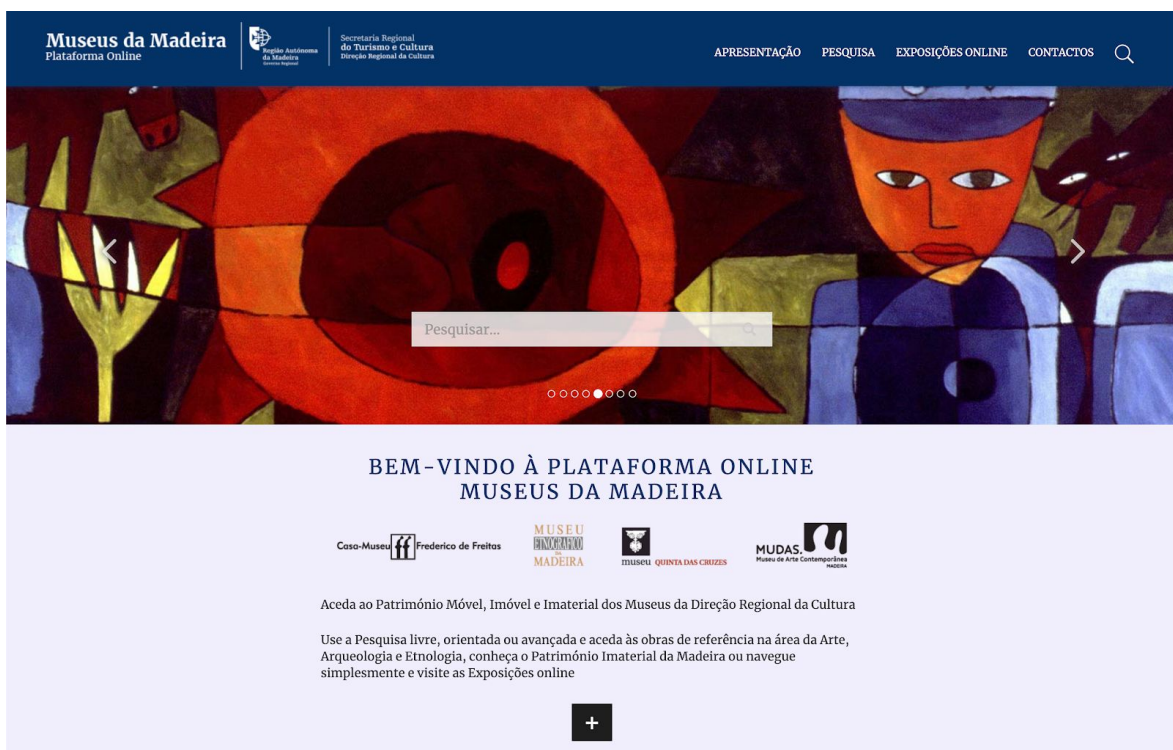 Museus da Madeira
Plataforma Online
Região Autónoma
da Madeira
Governo Regional
Secretaria Regional
do Turismo e Cultura
Direção Regional da Cultura
APRESENTAÇÃO PESQUISA EXPOSIÇÕES ONLINE CONTACTOS
Pesquisar...
BEM-VINDO À PLATAFORMA ONLINE
MUSEUS DA MADEIRA
Casa-Museu ff Frederico de Freitas
MUSEU
ETNOGRÁFICO
DA
MADEIRA
museu QUINTA DAS CRUZES
MUDAS.
Museu de Arte Contemporânea
MADEIRA
Aceda ao Património Móvel, Imóvel e Imaterial dos Museus da Direção Regional da Cultura
Use a Pesquisa livre, orientada ou avançada e aceda às obras de referência na área da Arte,
Arqueologia e Etnologia, conheça o Património Imaterial da Madeira ou navegue
simplesmente e visite as Exposições online
+